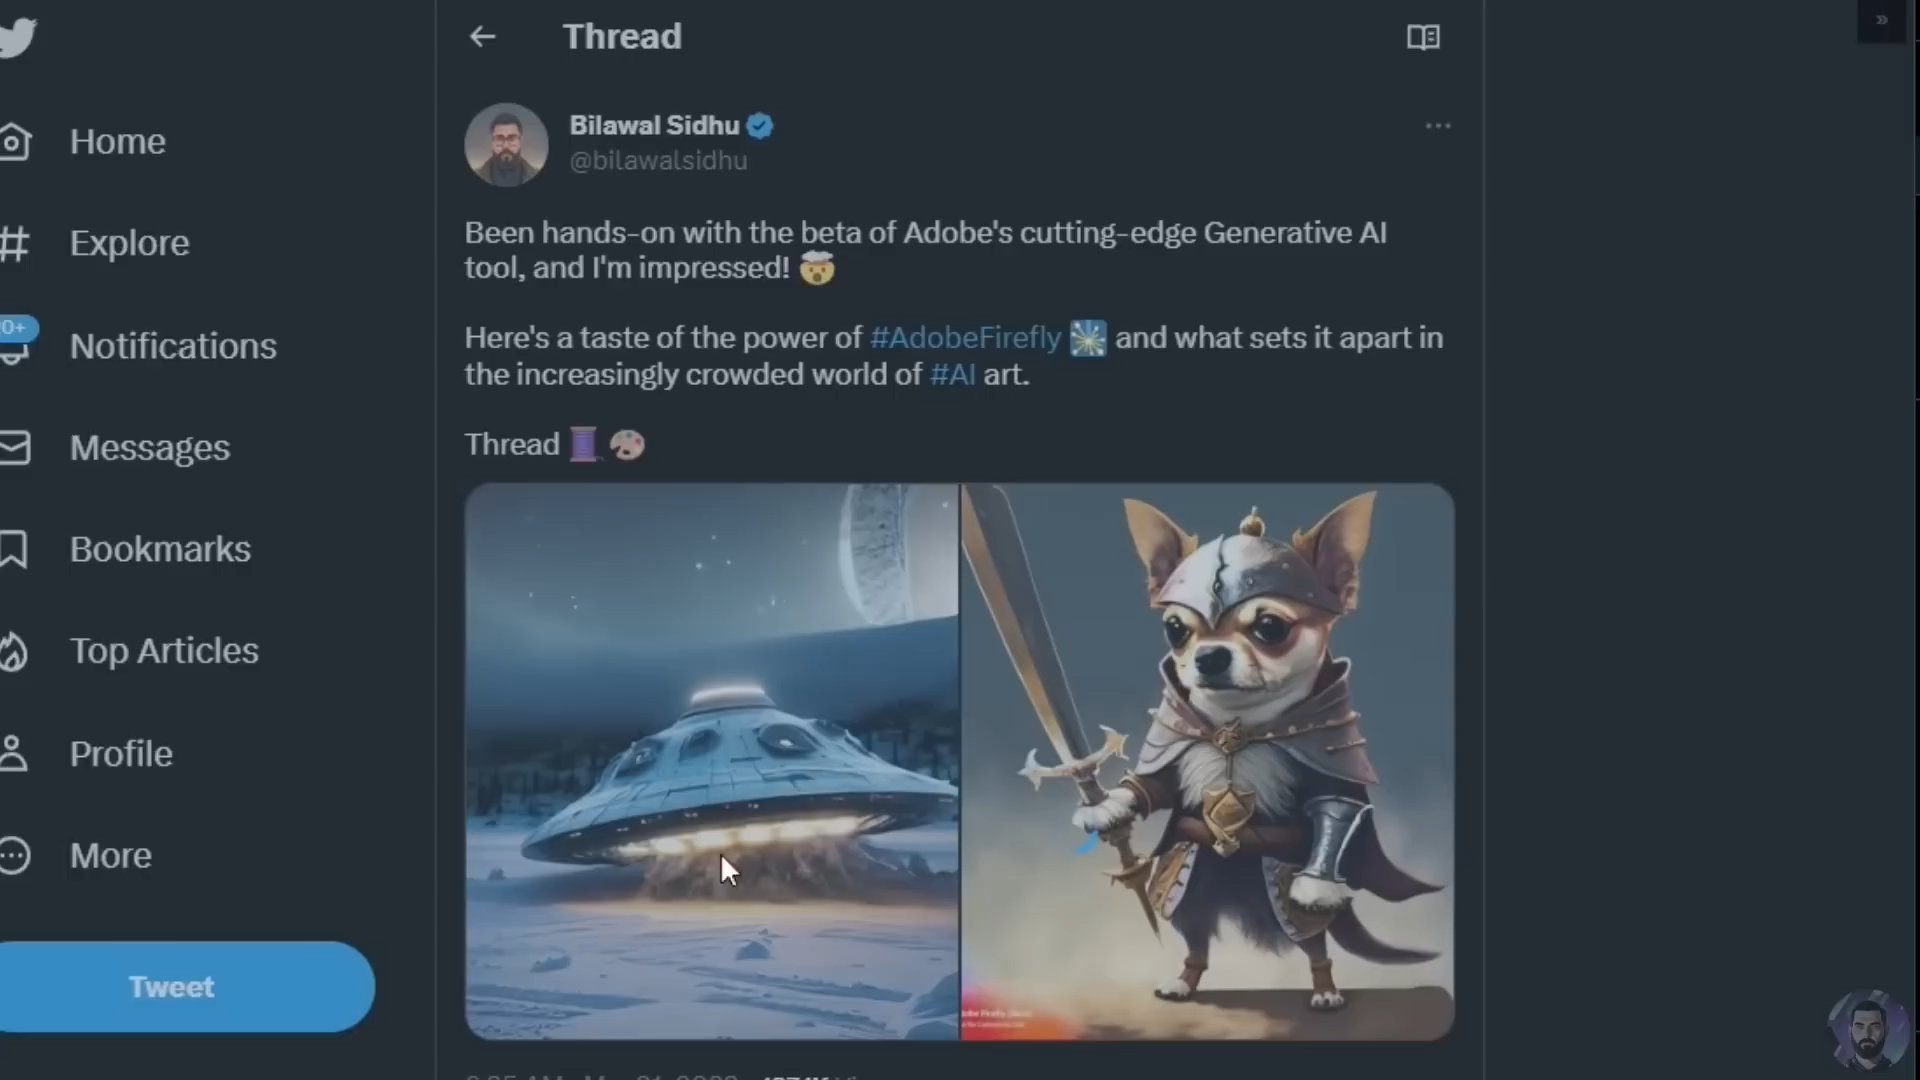 Thread
Bilawal Sidhu
@bilawalsidhu
Home
Explore
Notifications
Messages
Bookmarks
Top Articles
Profile
More
Tweet
Been hands-on with the beta of Adobe's cutting-edge Generative AI
tool, and I'm impressed! 🤯
Here's a taste of the power of #AdobeFirefly 🎇 and what sets it apart in
the increasingly crowded world of #AI art.
Thread 🧵 🎨